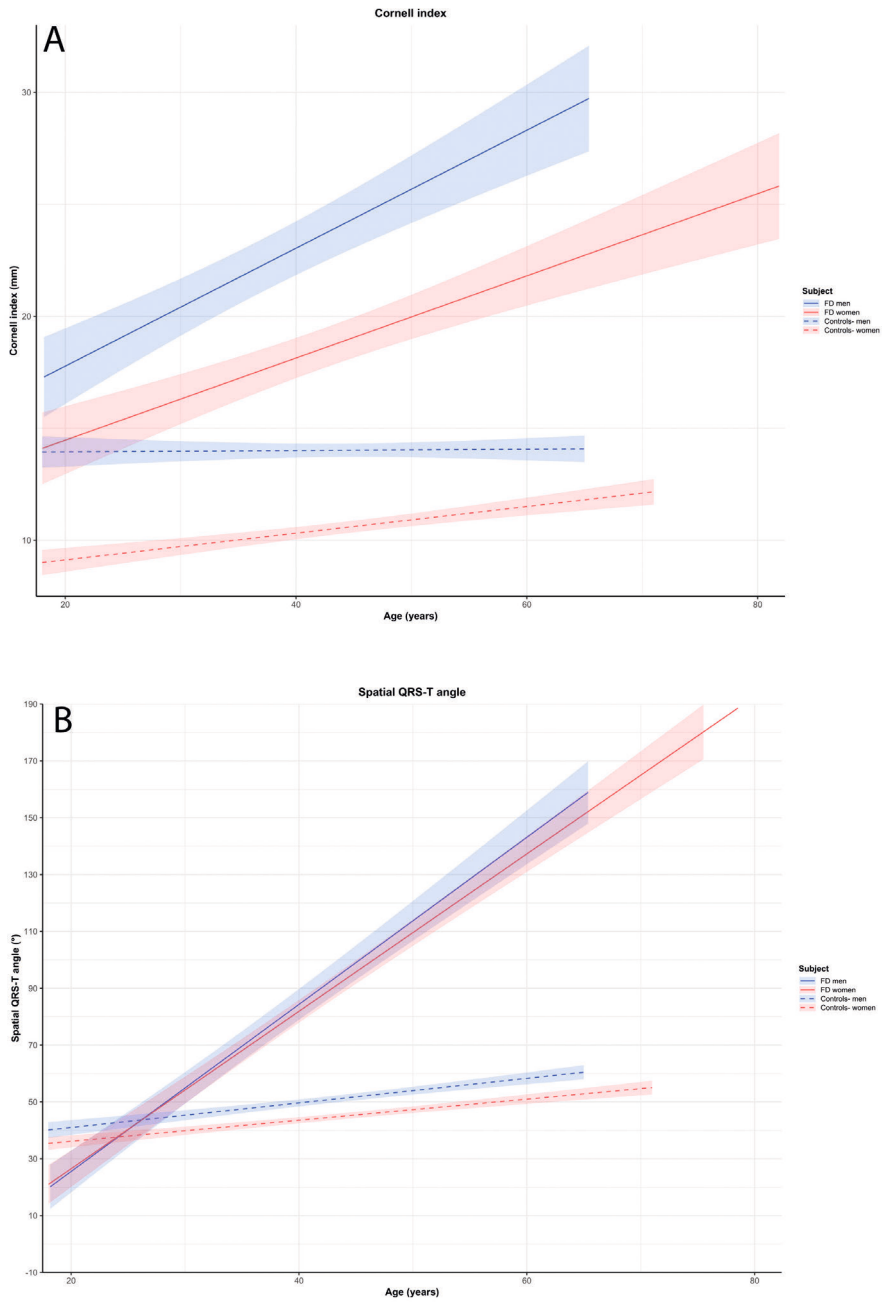 Cornell index
A
30
20
10
Cornell index (mm)
20 40 60 80
Age (years)
Subject
FD men
FD women
Controls- men
Controls- women
Spatial QRS-T angle
B
190
170
150
130
110
90
70
50
30
10
-10
Spatial QRS-T angle (°)
20 40 60 80
Age (years)
Subject
FD men
FD women
Controls- men
Controls- women